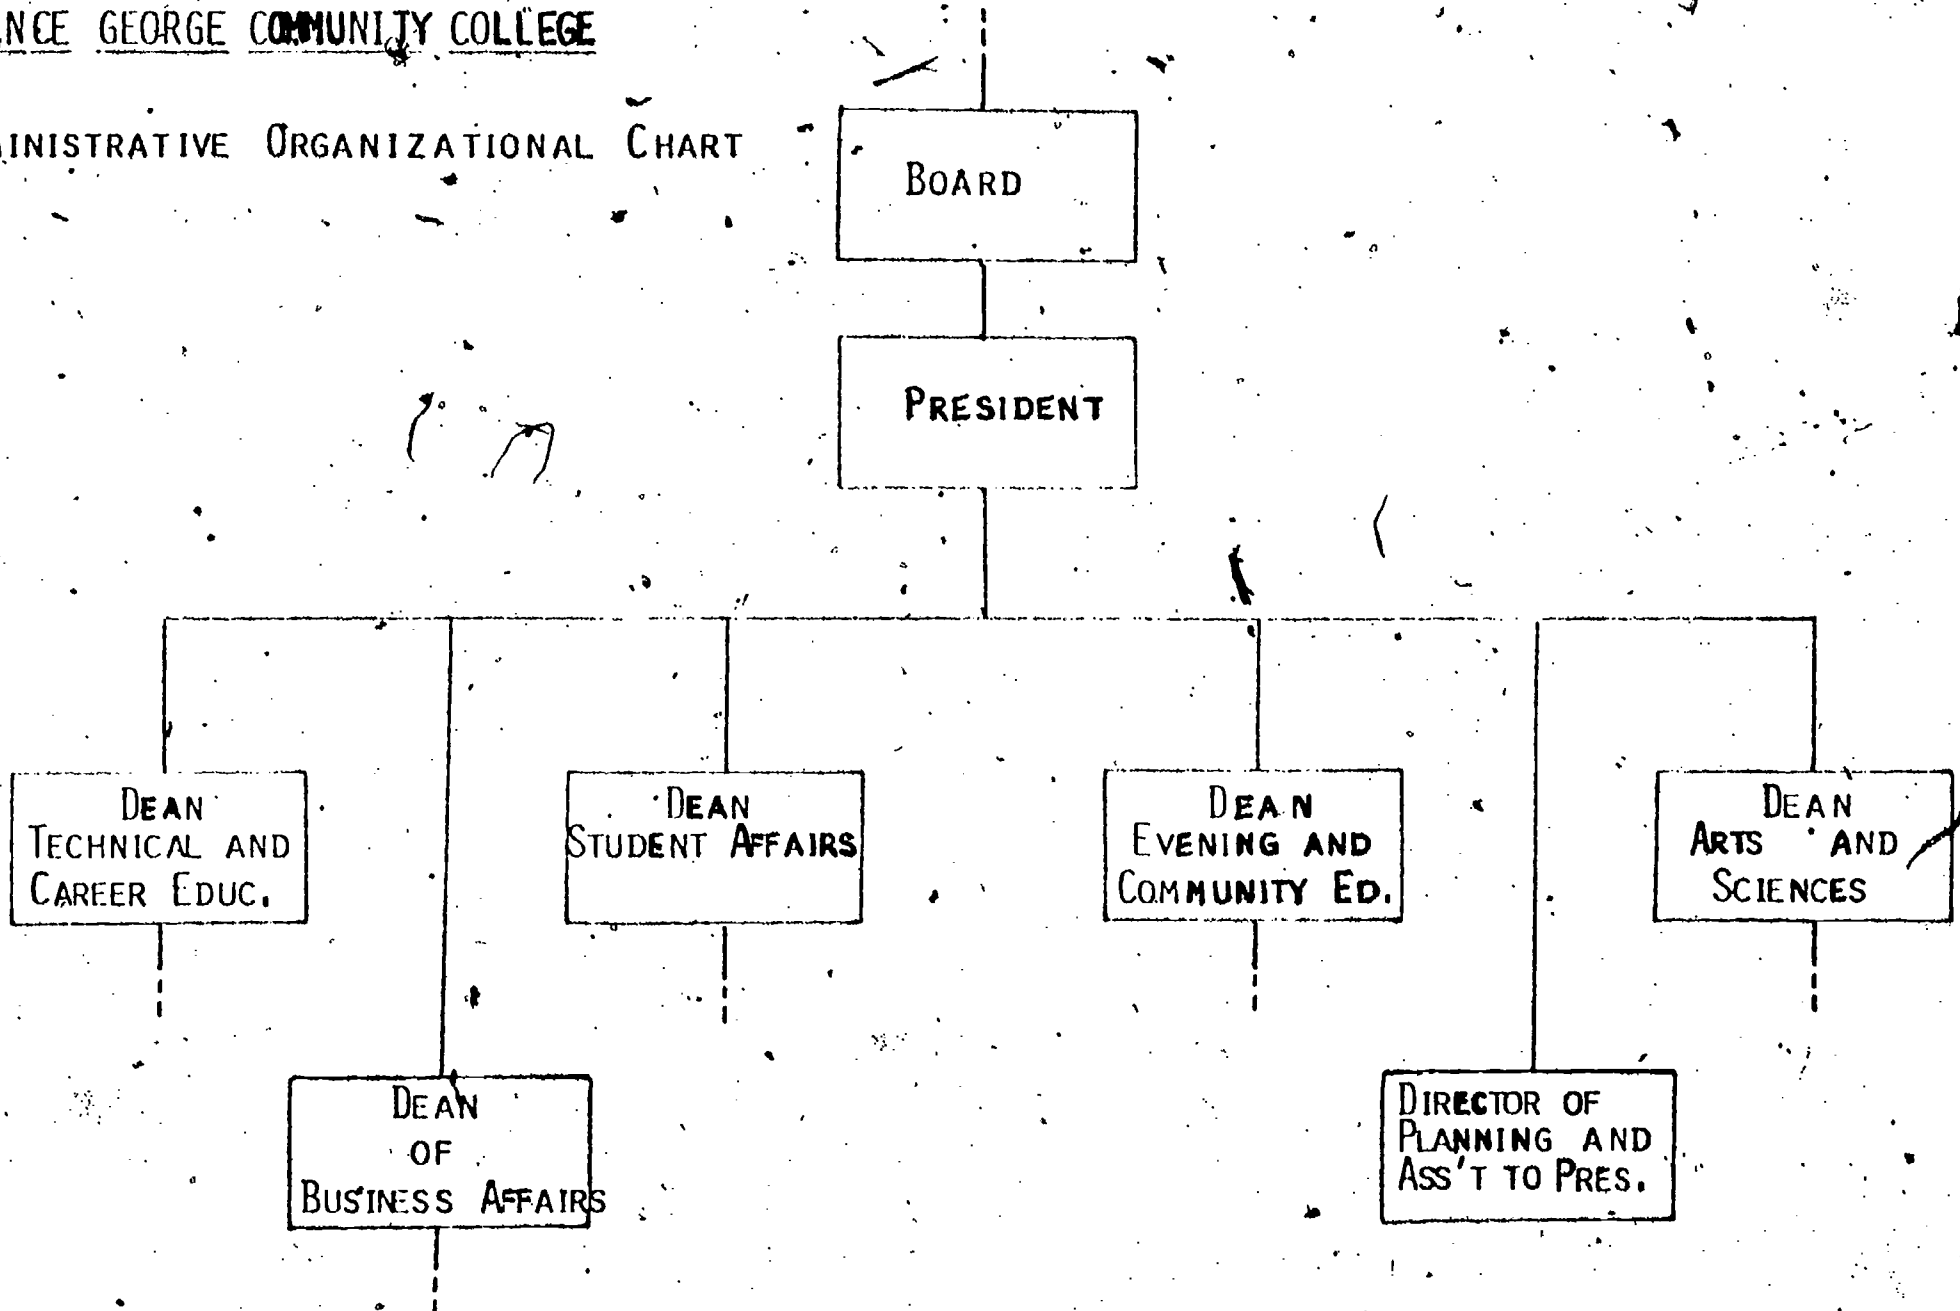 NCE GEORGE COMMUNITY COLLEGE
INISTRATIVE ORGANIZATIONAL CHART
BOARD
PRESIDENT
DEAN
TECHNICAL AND
CAREER EDUC.
DEAN
STUDENT AFFAIRS
DEAN
EVENING AND
COMMUNITY ED.
DEAN
ARTS AND
SCIENCES
DEAN
OF
BUSINESS AFFAIRS
DIRECTOR OF
PLANNING AND
ASS'T TO PRES.